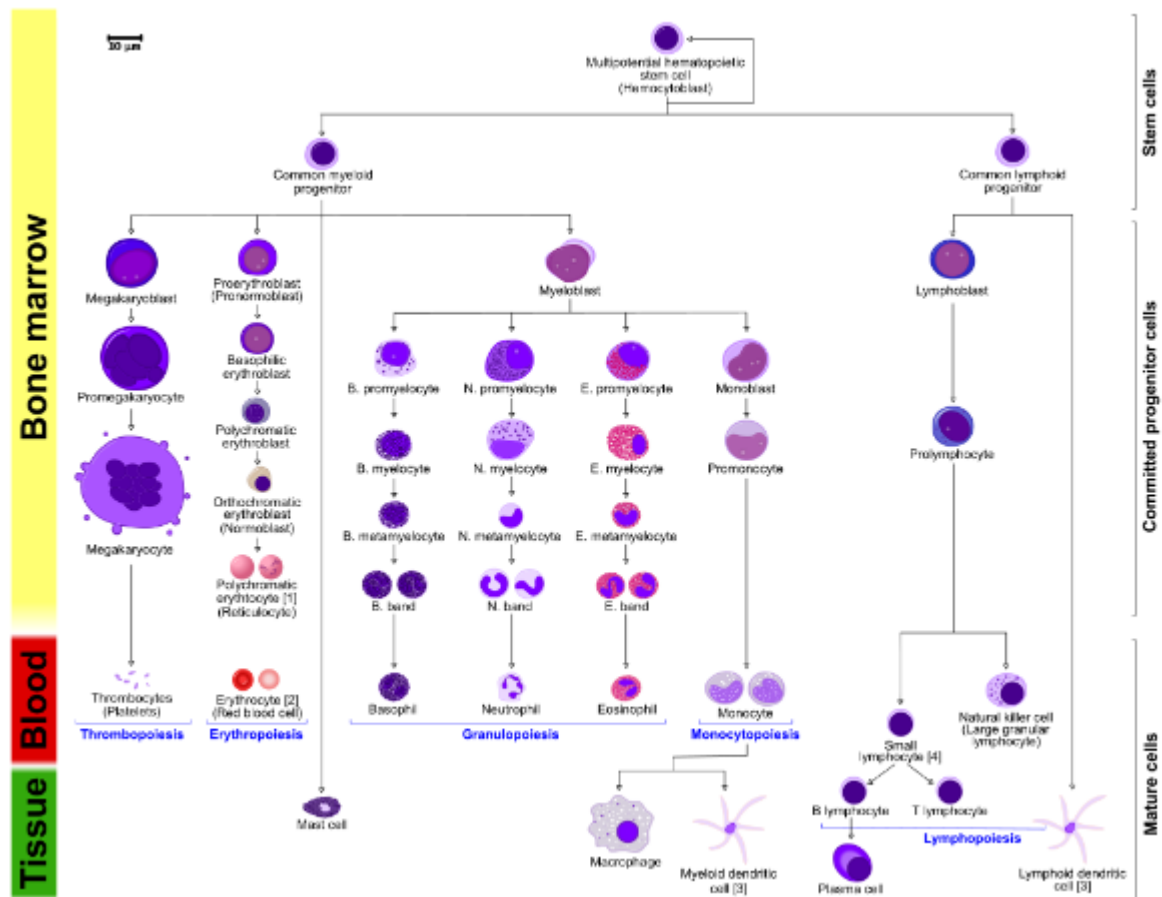 10 µm
Multipotential hematopoietic
stem cell
(Hemocytoblast)
Common myeloid
progenitor
Common lymphoid
progenitor
Stem cells
Bone marrow
Megakaryoblast
Proerythroblast
(Pronormoblast)
Myeloblast
Lymphoblast
Basophilic
erythroblast
Promegakaryocyte
B. promyelocyte
N. promyelocyte
E. promyelocyte
Monoblast
Polychromatic
erythroblast
Prolymphocyte
B. myelocyte
N. myelocyte
E. myelocyte
Promonocyte
Committed progenitor cells
Orthochromatic
erythroblast
(Normoblast)
Megakaryocyte
B. metamyelocyte
N. metamyelocyte
E. metamyelocyte
Polychromatic
erythtocyte [1]
(Reticulocyte)
B. band
N. band
E. band
Blood
Thrombocytes
(Platelets)
Erythrocyte [2]
(Red blood cell)
Basophil
Neutrophil
Eosinophil
Monocyte
Natural killer cell
(Large granular
lymphocyte)
Thrombopoiesis
Erythropoiesis
Granulopoiesis
Monocytopoiesis
Small
lymphocyte [4]
Mature cells
Tissue
Mast cell
B lymphocyte
T lymphocyte
Lymphopoiesis
Macrophage
Myeloid dendritic
cell [3]
Plasma cell
Lymphoid dendritic
cell [3]